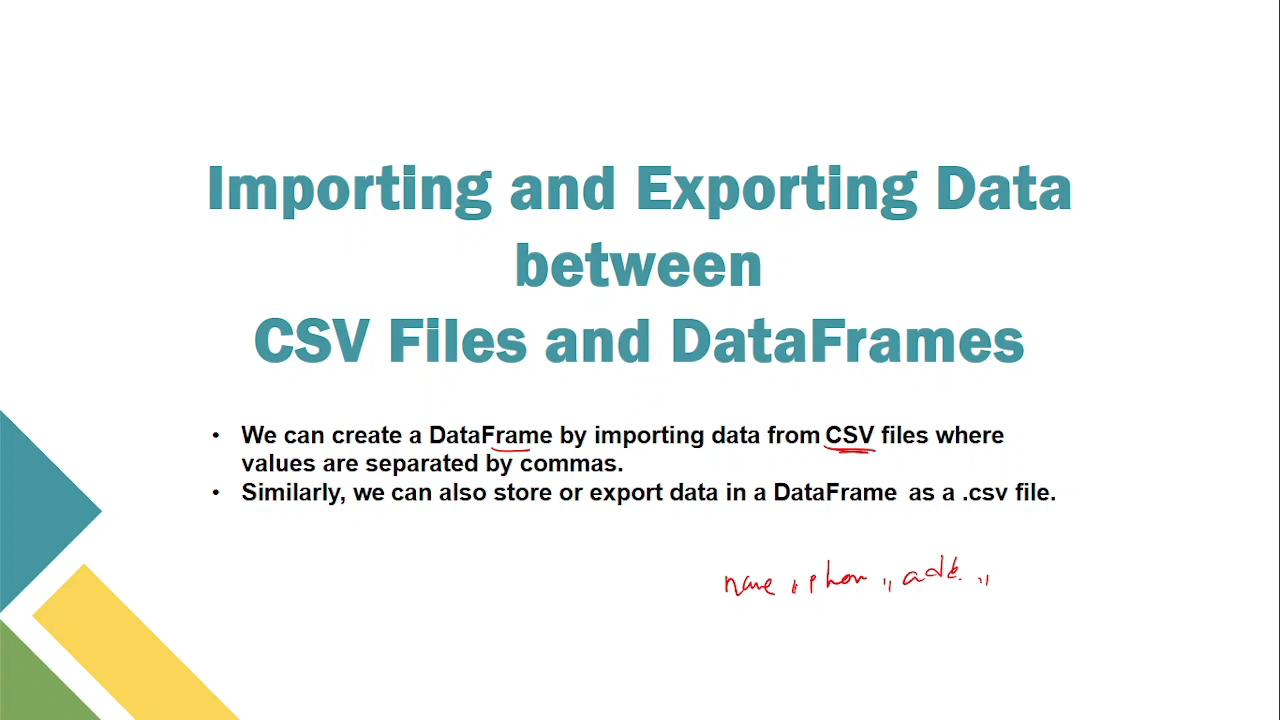 Importing and Exporting Data
between
CSV Files and DataFrames
• We can create a DataFrame by importing data from CSV files where
values are separated by commas.
• Similarly, we can also store or export data in a DataFrame as a .csv file.
name , phon ,, add. ,,